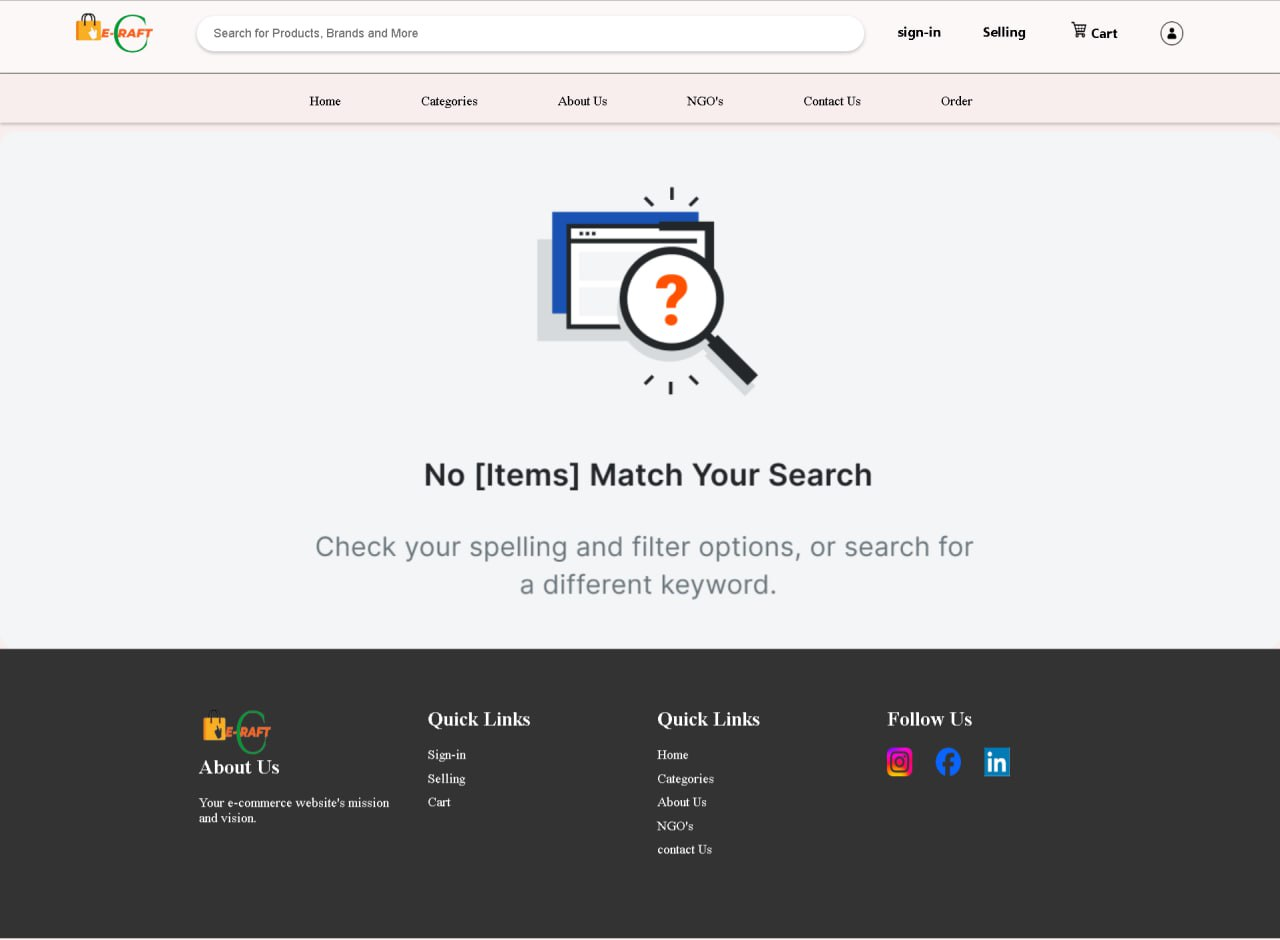 E-CRAFT
Search for Products, Brands and More
sign-in
Selling
Cart
Home
Categories
About Us
NGO's
Contact Us
Order
?
No [Items] Match Your Search
Check your spelling and filter options, or search for
a different keyword.
E-CRAFT
About Us
Your e-commerce website's mission
and vision.
Quick Links
Sign-in
Selling
Cart
Quick Links
Home
Categories
About Us
NGO's
contact Us
Follow Us
in